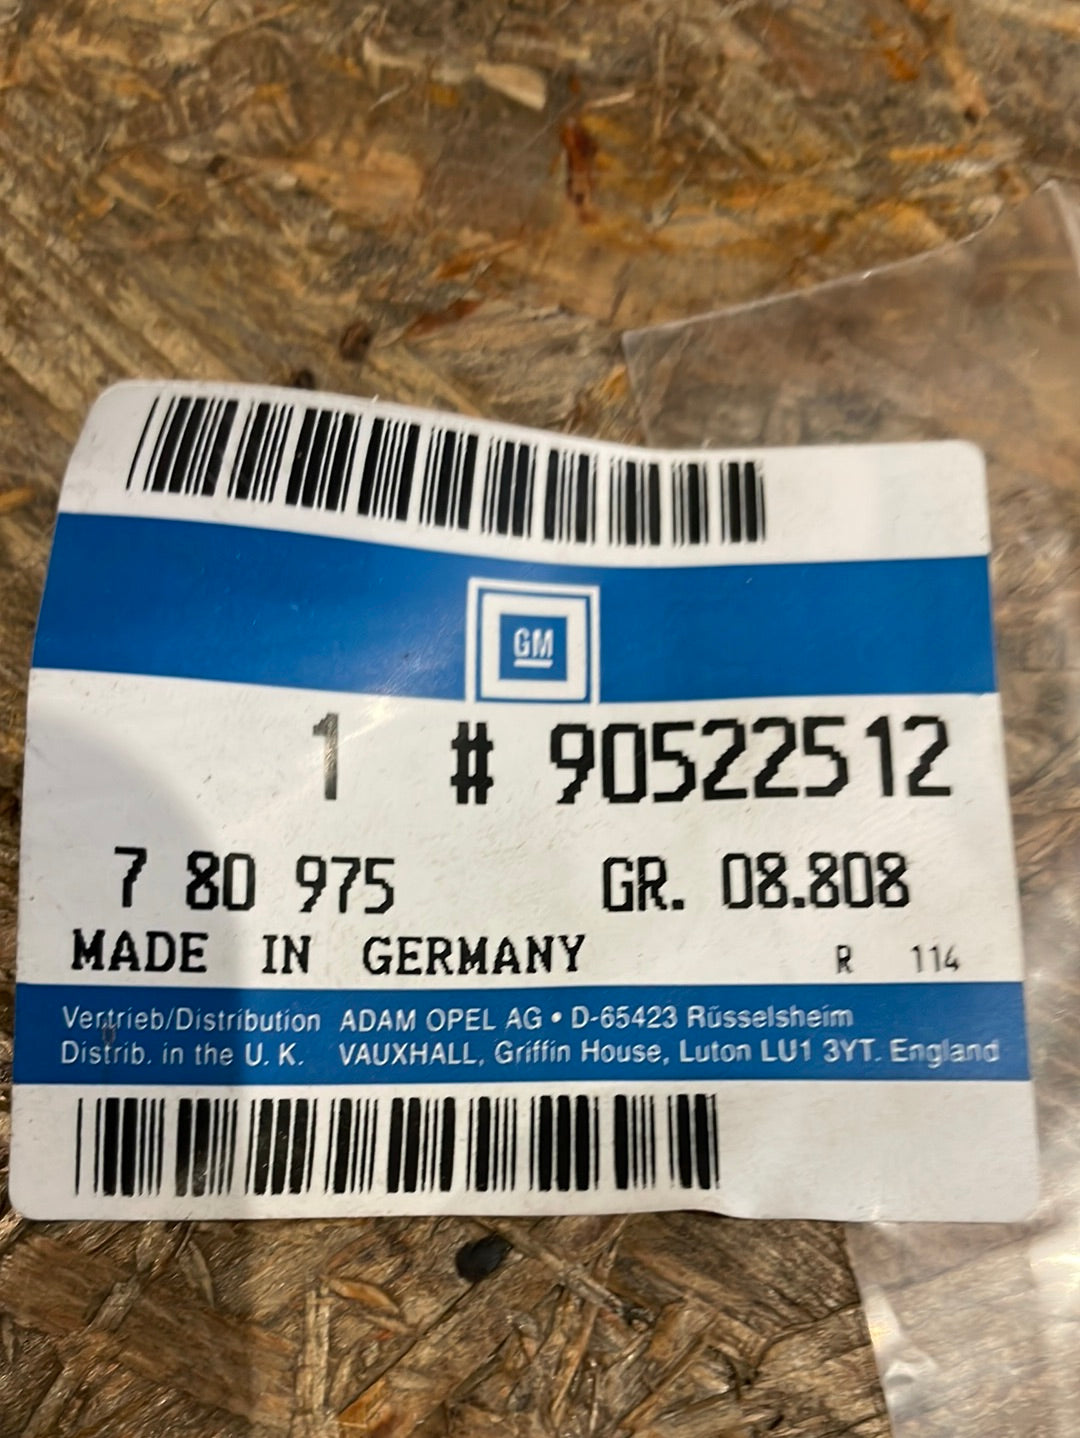 GM
1 # 90522512
7 80 975 GR. 08.808
MADE IN GERMANY R 114
Vertrieb/Distribution ADAM OPEL AG • D-65423 Rüsselsheim
Distrib. in the U. K. VAUXHALL, Griffin House, Luton LU1 3YT. England